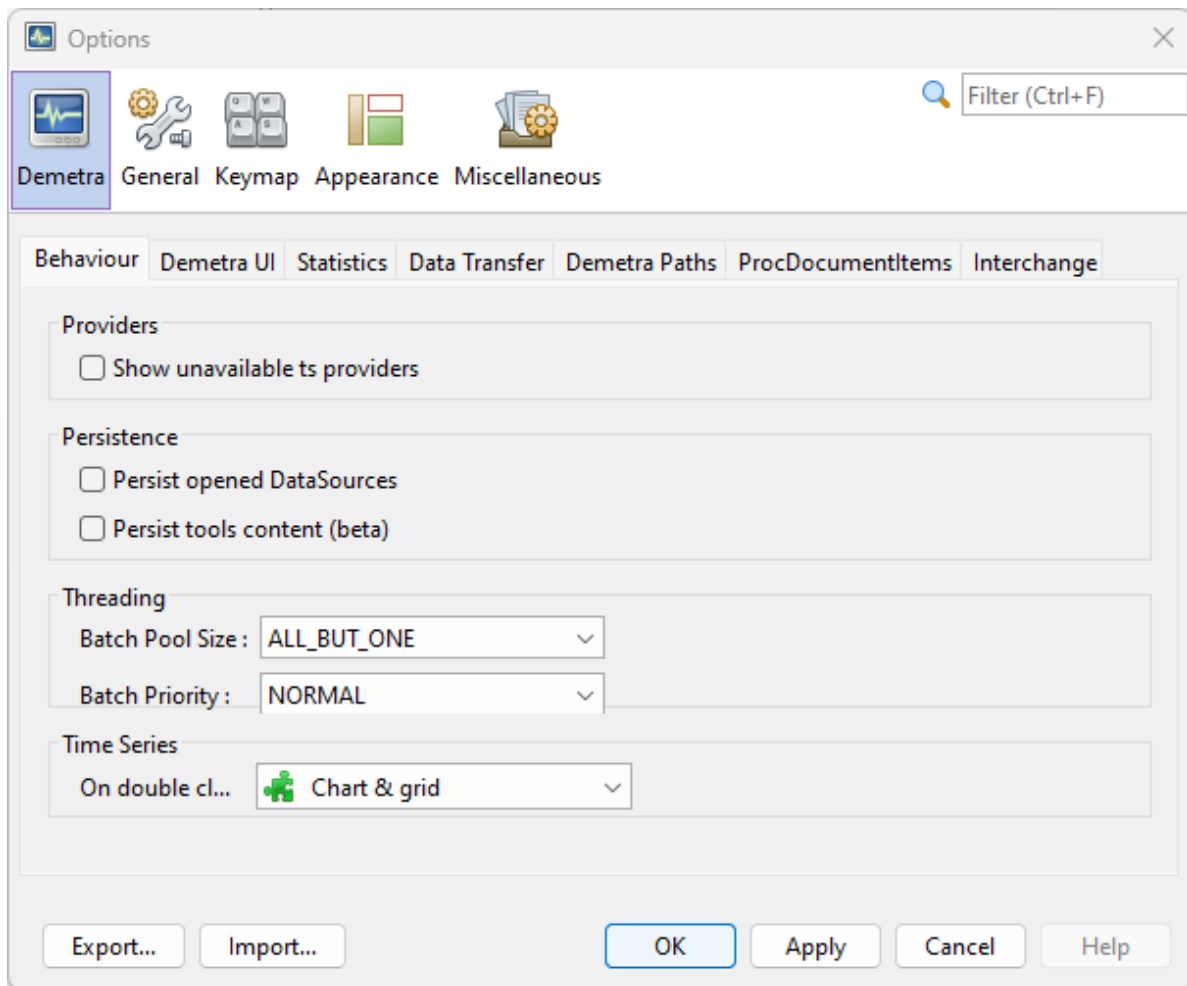 Options
Filter (Ctrl+F)
Demetra General Keymap Appearance Miscellaneous
Behaviour Demetra UI Statistics Data Transfer Demetra Paths ProcDocumentItems Interchange
Providers
Show unavailable ts providers
Persistence
Persist opened DataSources
Persist tools content (beta)
Threading
Batch Pool Size : ALL_BUT_ONE
Batch Priority : NORMAL
Time Series
On double cl... Chart & grid
Export... Import... OK Apply Cancel Help